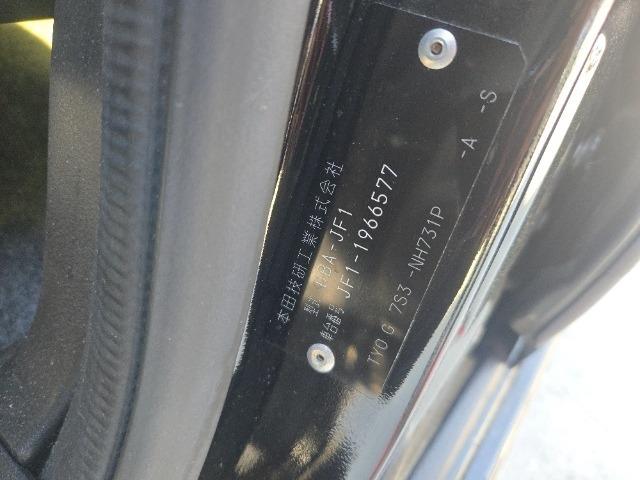 本田技研工業株式会社
型式 DBA-JF1
車台番号 JF1-1966577
TYO G 7S3 -NH731P -A -S